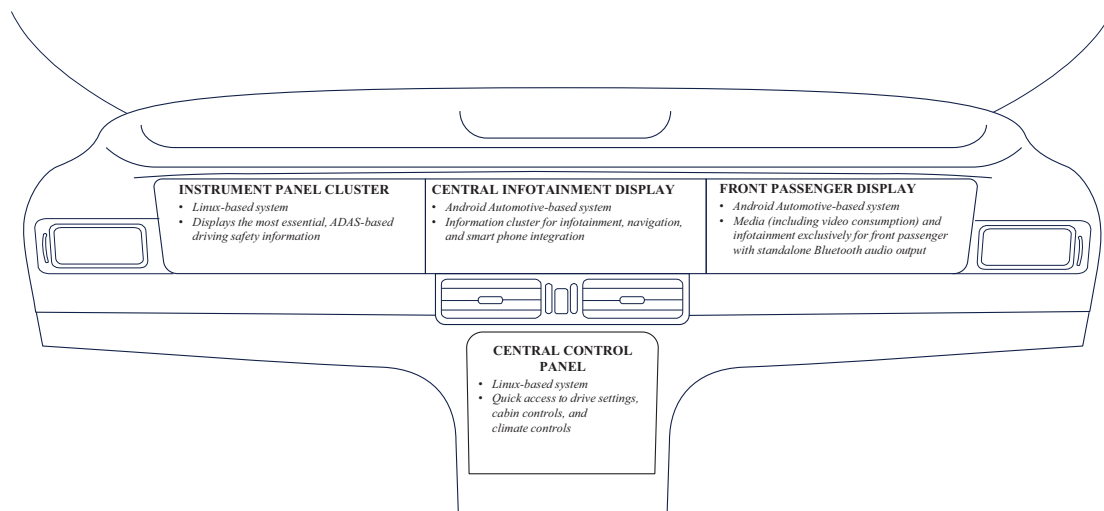 INSTRUMENT PANEL CLUSTER
• Linux-based system
• Displays the most essential, ADAS-based
driving safety information
CENTRAL INFOTAINMENT DISPLAY
• Android Automotive-based system
• Information cluster for infotainment, navigation,
and smart phone integration
FRONT PASSENGER DISPLAY
• Android Automotive-based system
• Media (including video consumption) and
infotainment exclusively for front passenger
with standalone Bluetooth audio output
CENTRAL CONTROL
PANEL
• Linux-based system
• Quick access to drive settings,
cabin controls, and
climate controls